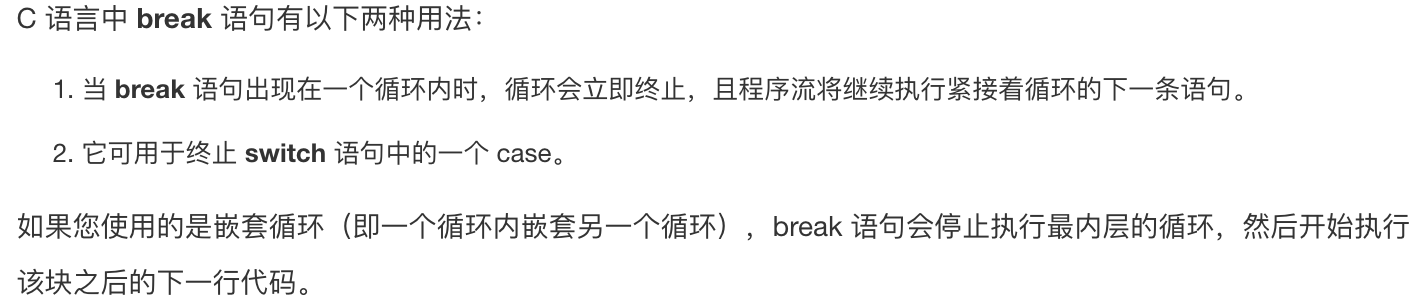 C 语言中 break 语句有以下两种用法：
1. 当 break 语句出现在一个循环内时，循环会立即终止，且程序流将继续执行紧接着循环的下一条语句。
2. 它可用于终止 switch 语句中的一个 case。
如果您使用的是嵌套循环（即一个循环内嵌套另一个循环），break 语句会停止执行最内层的循环，然后开始执行
该块之后的下一行代码。